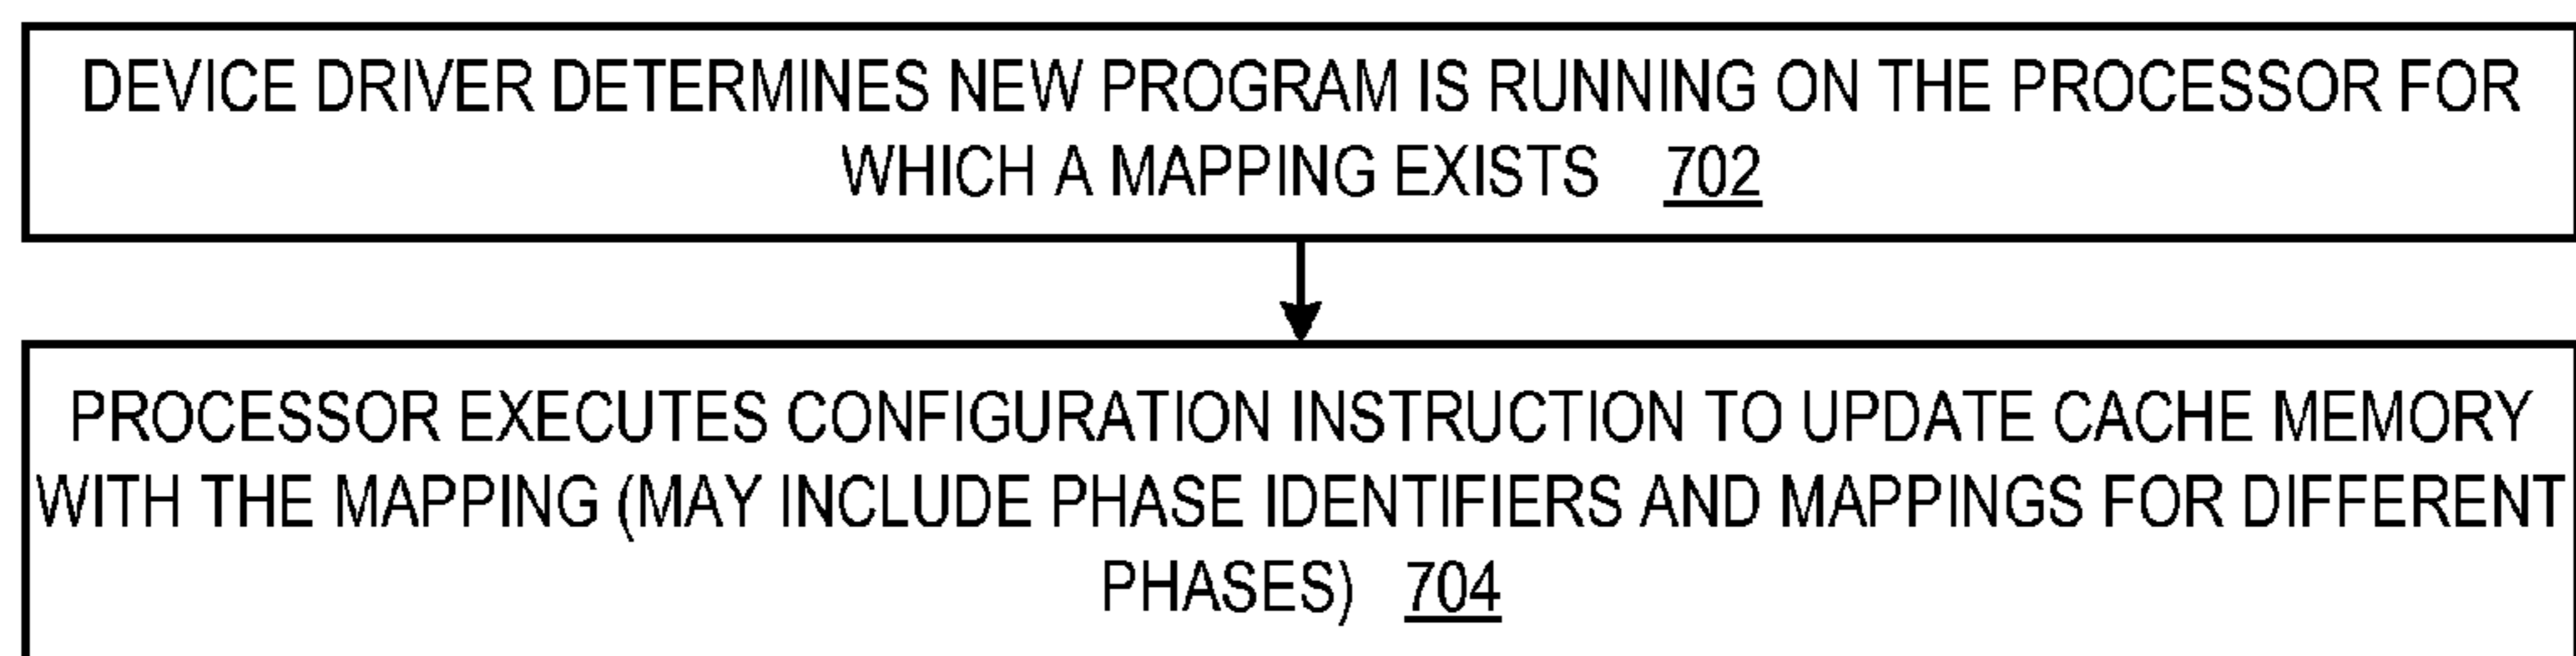 DEVICE DRIVER DETERMINES NEW PROGRAM IS RUNNING ON THE PROCESSOR FOR
WHICH A MAPPING EXISTS 702
PROCESSOR EXECUTES CONFIGURATION INSTRUCTION TO UPDATE CACHE MEMORY
WITH THE MAPPING (MAY INCLUDE PHASE IDENTIFIERS AND MAPPINGS FOR DIFFERENT
PHASES) 704